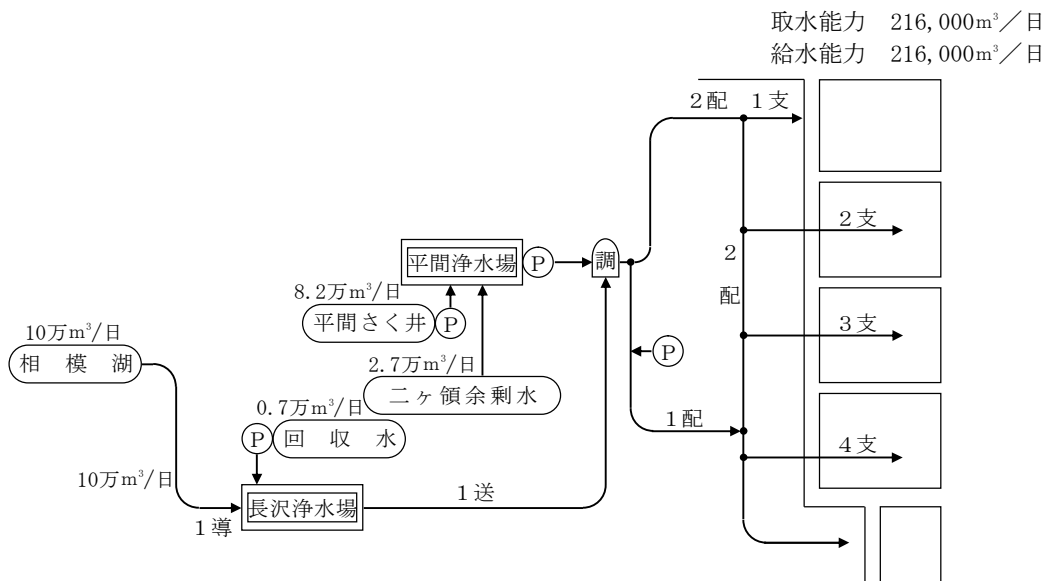 取水能力 216,000m³／日
給水能力 216,000m³／日
2配 1支
2支
2
配
3支
4支
平間浄水場 P
調
8.2万m³/日
平間さく井 P
P
10万m³/日
相模湖
2.7万m³/日
二ヶ領余剰水
0.7万m³/日
P 回収水
1配
10万m³/日
1送
長沢浄水場
1導